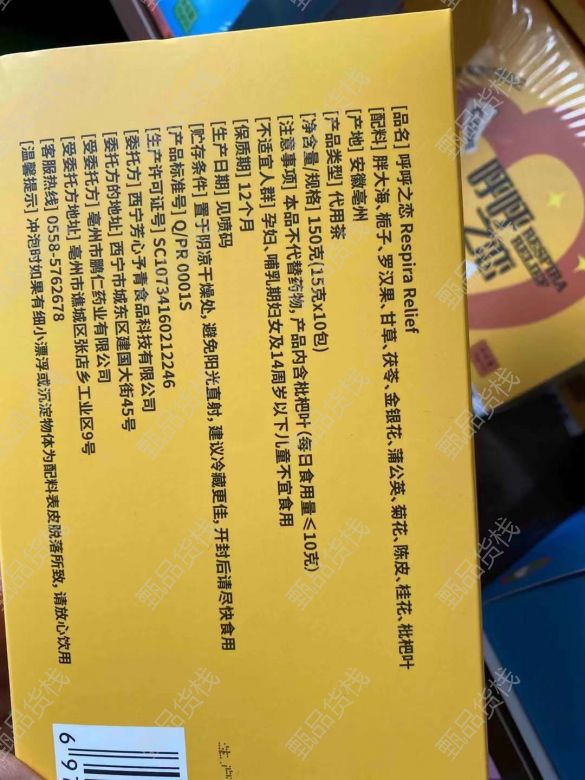 [品名] 呼呼之恋 Respira Relief
[配料] 胖大海、栀子、罗汉果、甘草、茯苓、金银花、蒲公英、菊花、陈皮、桂花、枇杷叶
[产地] 安徽亳州
[产品类型] 代用茶
[净含量/规格] 150克(15克x10包)
[注意事项] 本品不代替药物,产品内含枇杷叶(每日食用量≤10克)
[不适宜人群] 孕妇、哺乳期妇女及14周岁以下儿童不宜食用
[保质期] 12个月
[生产日期] 见喷码
[贮存条件] 置于阴凉干燥处, 避免阳光直射, 建议冷藏更佳, 开封后请尽快食用
[产品标准号] Q/PR 0001S
[生产许可证号] SC10734160212246
[委托方] 西宁芳心予青食品科技有限公司
[委托方的地址] 西宁市城东区建国大街45号
[受委托方] 亳州市鹏仁药业有限公司
[受委托方地址] 亳州市谯城区张店乡工业区9号
[客服热线] 0558-5762678
[温馨提示] 冲泡时如果有细小漂浮或沉淀物体为配料表皮脱落所致, 请放心饮用
呼呼之恋
RESPIRA
RELIEF
甄品货栈